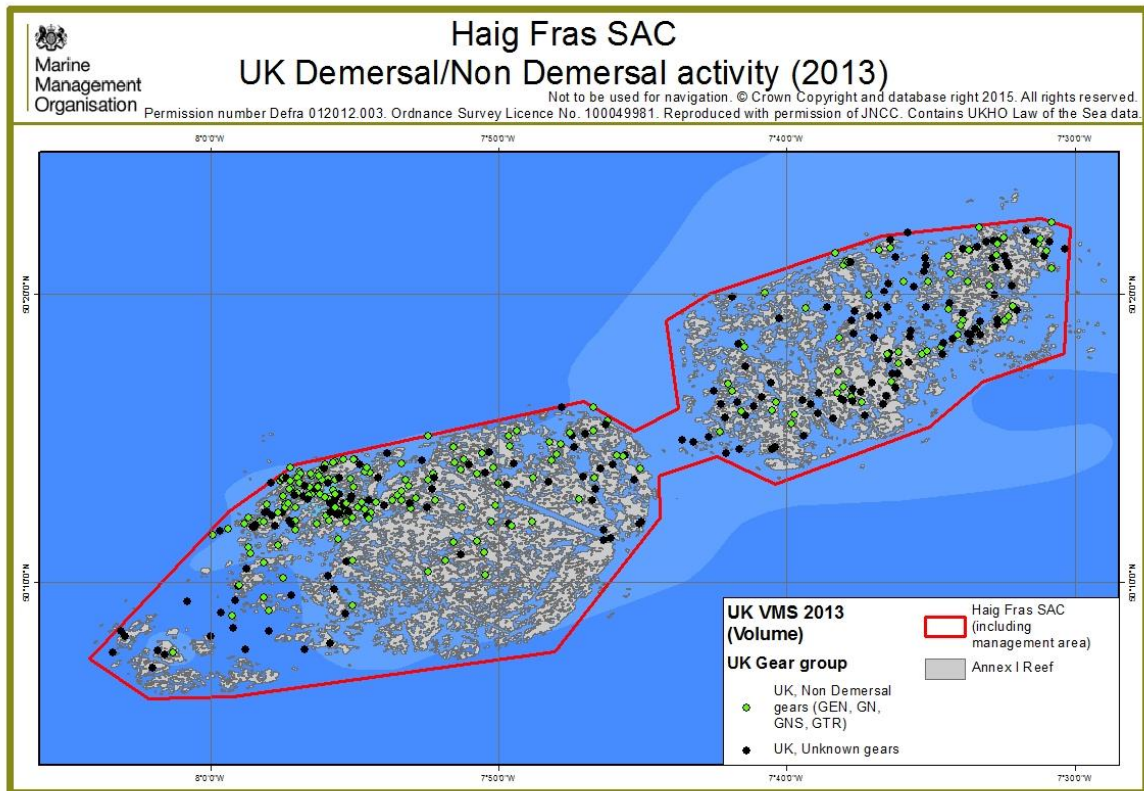 Marine
Management
Organisation
Haig Fras SAC
UK Demersal/Non Demersal activity (2013)
Not to be used for navigation. © Crown Copyright and database right 2015. All rights reserved.
Permission number Defra 012012.003. Ordnance Survey Licence No. 100049981. Reproduced with permission of JNCC. Contains UKHO Law of the Sea data.
8°0'0"W 7°50'0"W 7°40'0"W 7°30'0"W
50°20'0"N 50°20'0"N
50°10'0"N 50°10'0"N
UK VMS 2013
(Volume)
UK Gear group
UK, Non Demersal
gears (GEN, GN,
GNS, GTR)
UK, Unknown gears
Haig Fras SAC
(including
management area)
Annex I Reef
8°0'0"W 7°50'0"W 7°40'0"W 7°30'0"W